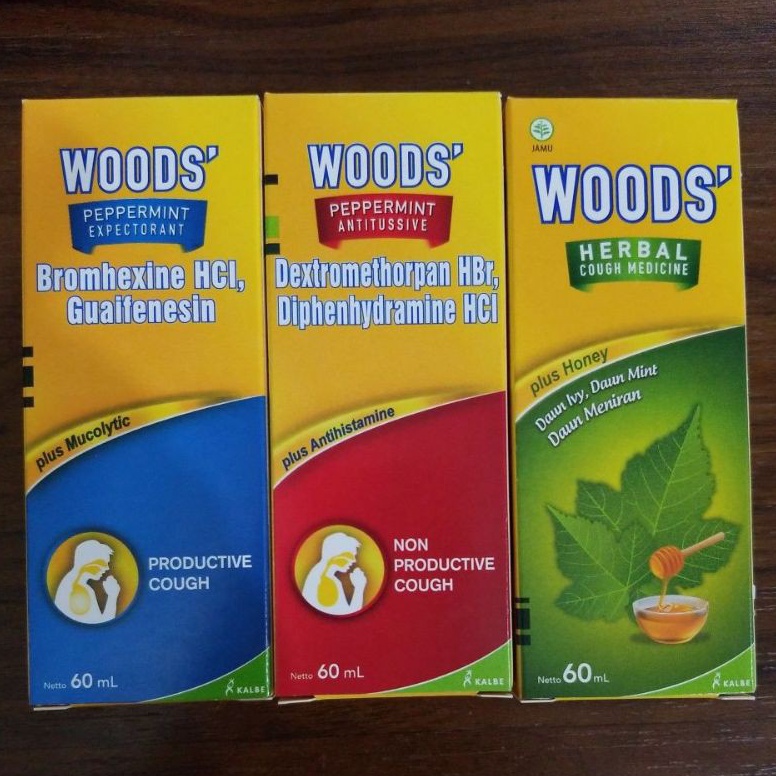 WOODS'
PEPPERMINT
EXPECTORANT
Bromhexine HCl,
Guaifenesin
plus Mucolytic
PRODUCTIVE
COUGH
Netto 60 mL
KALBE
WOODS'
PEPPERMINT
ANTITUSSIVE
Dextromethorpan HBr,
Diphenhydramine HCl
plus Antihistamine
NON
PRODUCTIVE
COUGH
Netto 60 mL
KALBE
JAMU
WOODS'
HERBAL
COUGH MEDICINE
plus Honey
Daun Ivy, Daun Mint
Daun Meniran
Netto 60 mL
KALBE